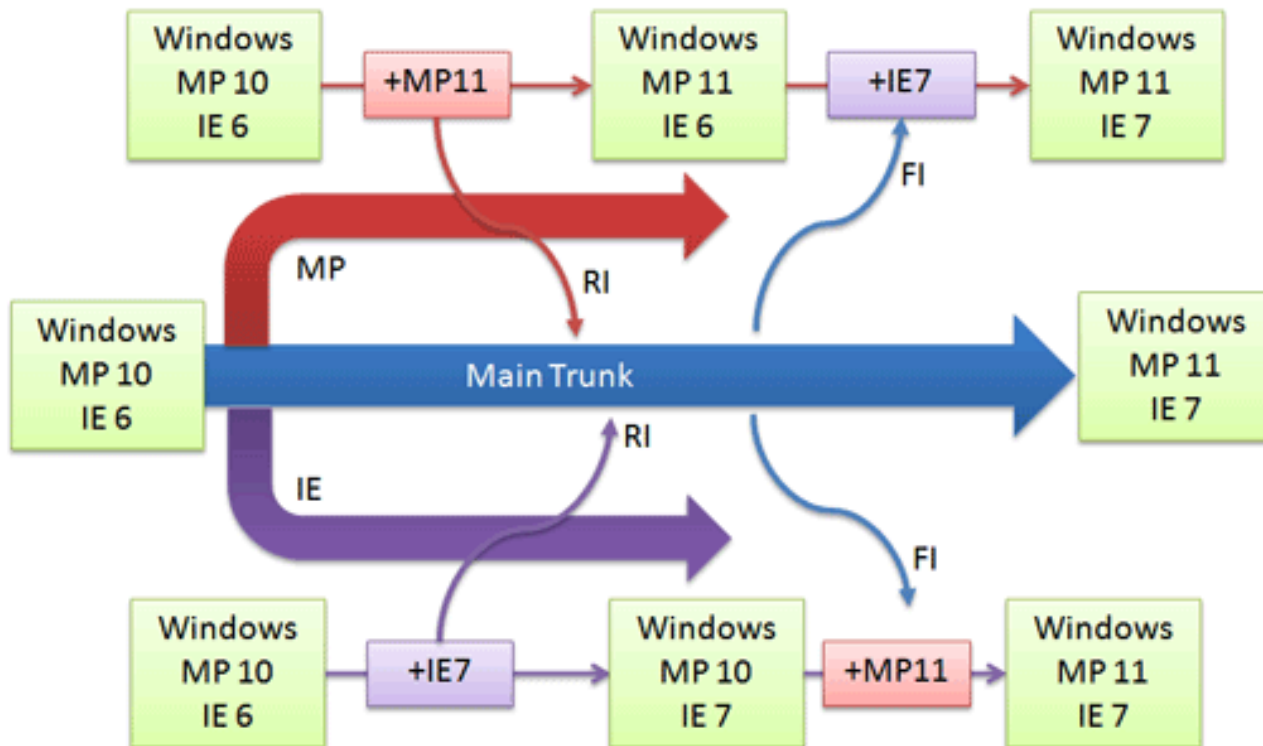 Windows
MP 10
IE 6
+MP11
Windows
MP 11
IE 6
+IE7
Windows
MP 11
IE 7
FI
MP
RI
Windows
MP 10
IE 6
Main Trunk
Windows
MP 11
IE 7
RI
IE
FI
Windows
MP 10
IE 6
+IE7
Windows
MP 10
IE 7
+MP11
Windows
MP 11
IE 7